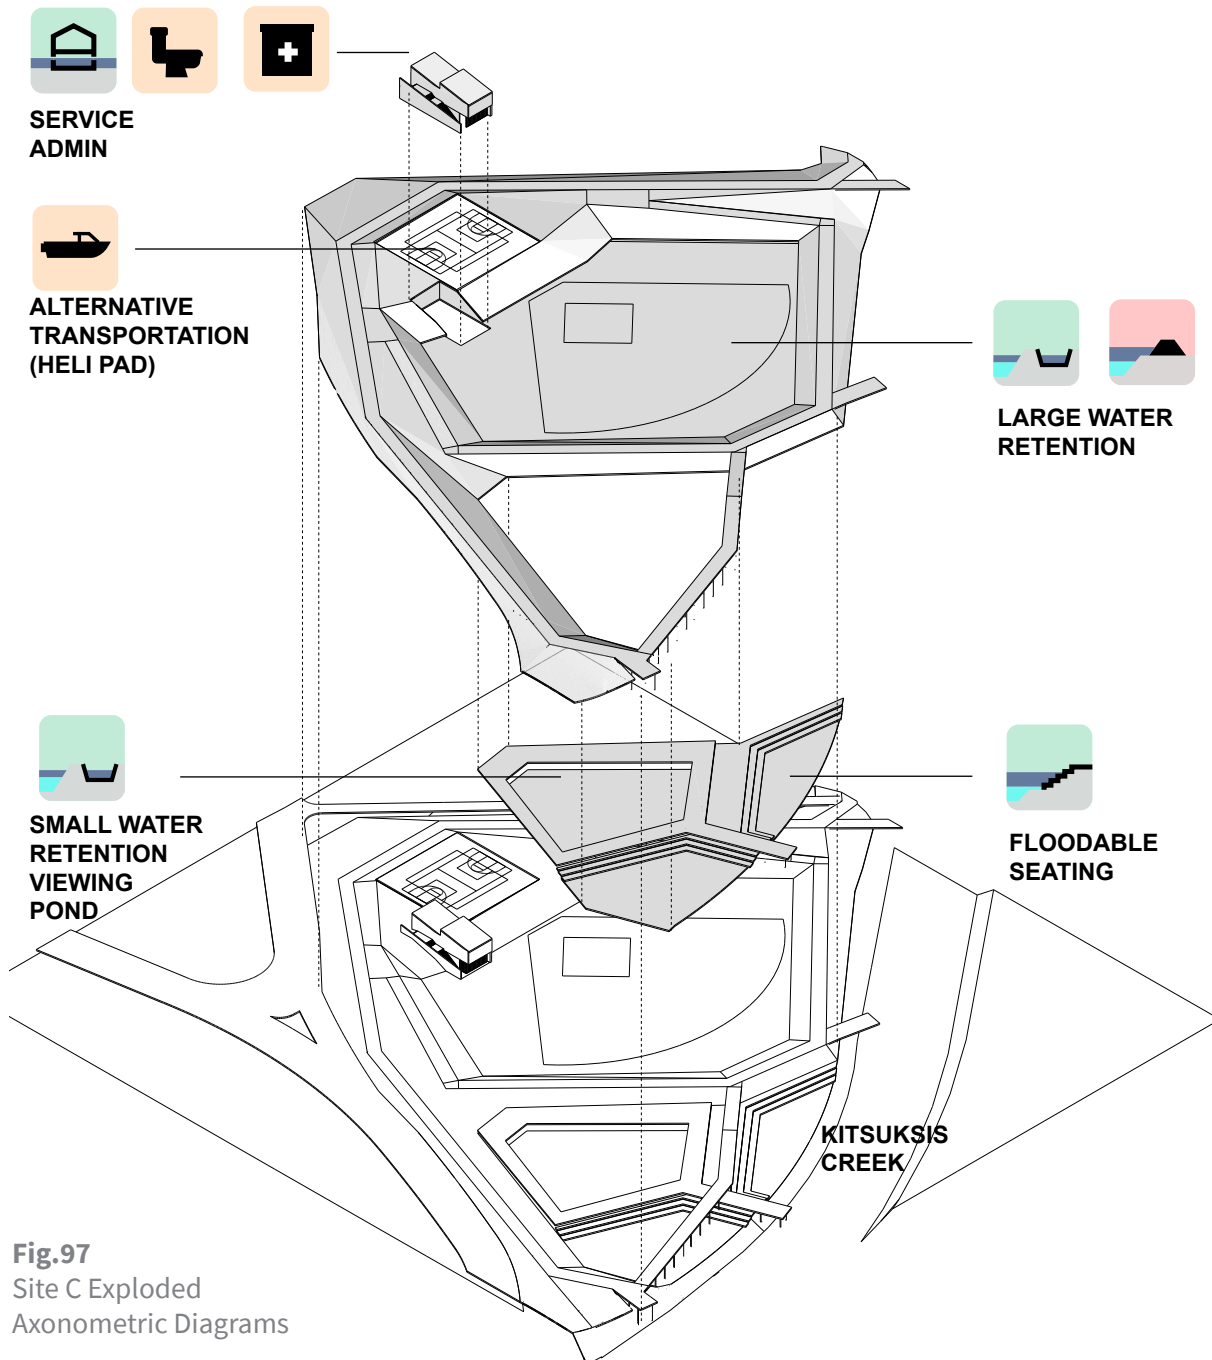 SERVICE
ADMIN
ALTERNATIVE
TRANSPORTATION
(HELI PAD)
LARGE WATER
RETENTION
SMALL WATER
RETENTION
VIEWING
POND
FLOODABLE
SEATING
KITSUKSIS
CREEK
Fig.97
Site C Exploded
Axonometric Diagrams